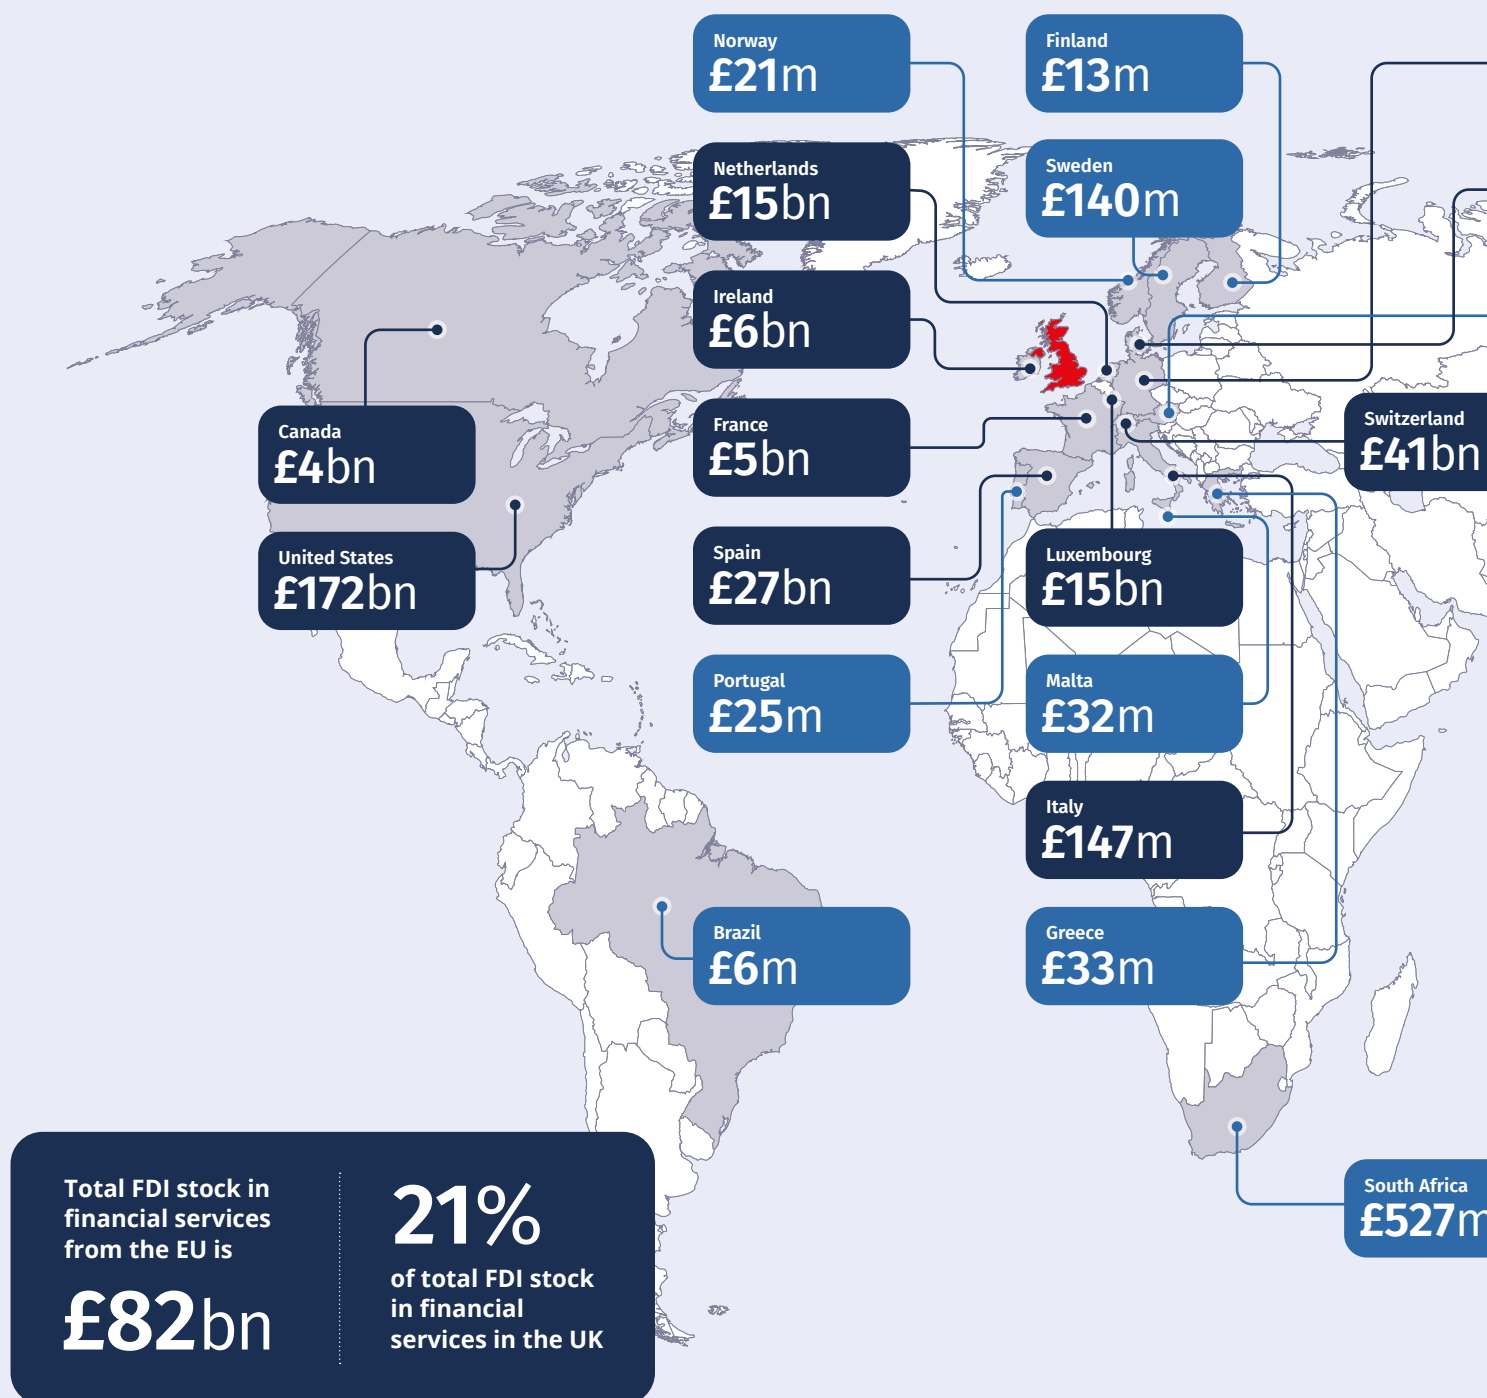 Norway
£21m
Finland
£13m
Netherlands
£15bn
Sweden
£140m
Ireland
£6bn
Canada
£4bn
France
£5bn
Switzerland
£41bn
United States
£172bn
Spain
£27bn
Luxembourg
£15bn
Portugal
£25m
Malta
£32m
Italy
£147m
Brazil
£6m
Greece
£33m
South Africa
£527m
Total FDI stock in
financial services
from the EU is
£82bn
21%
of total FDI stock
in financial
services in the UK